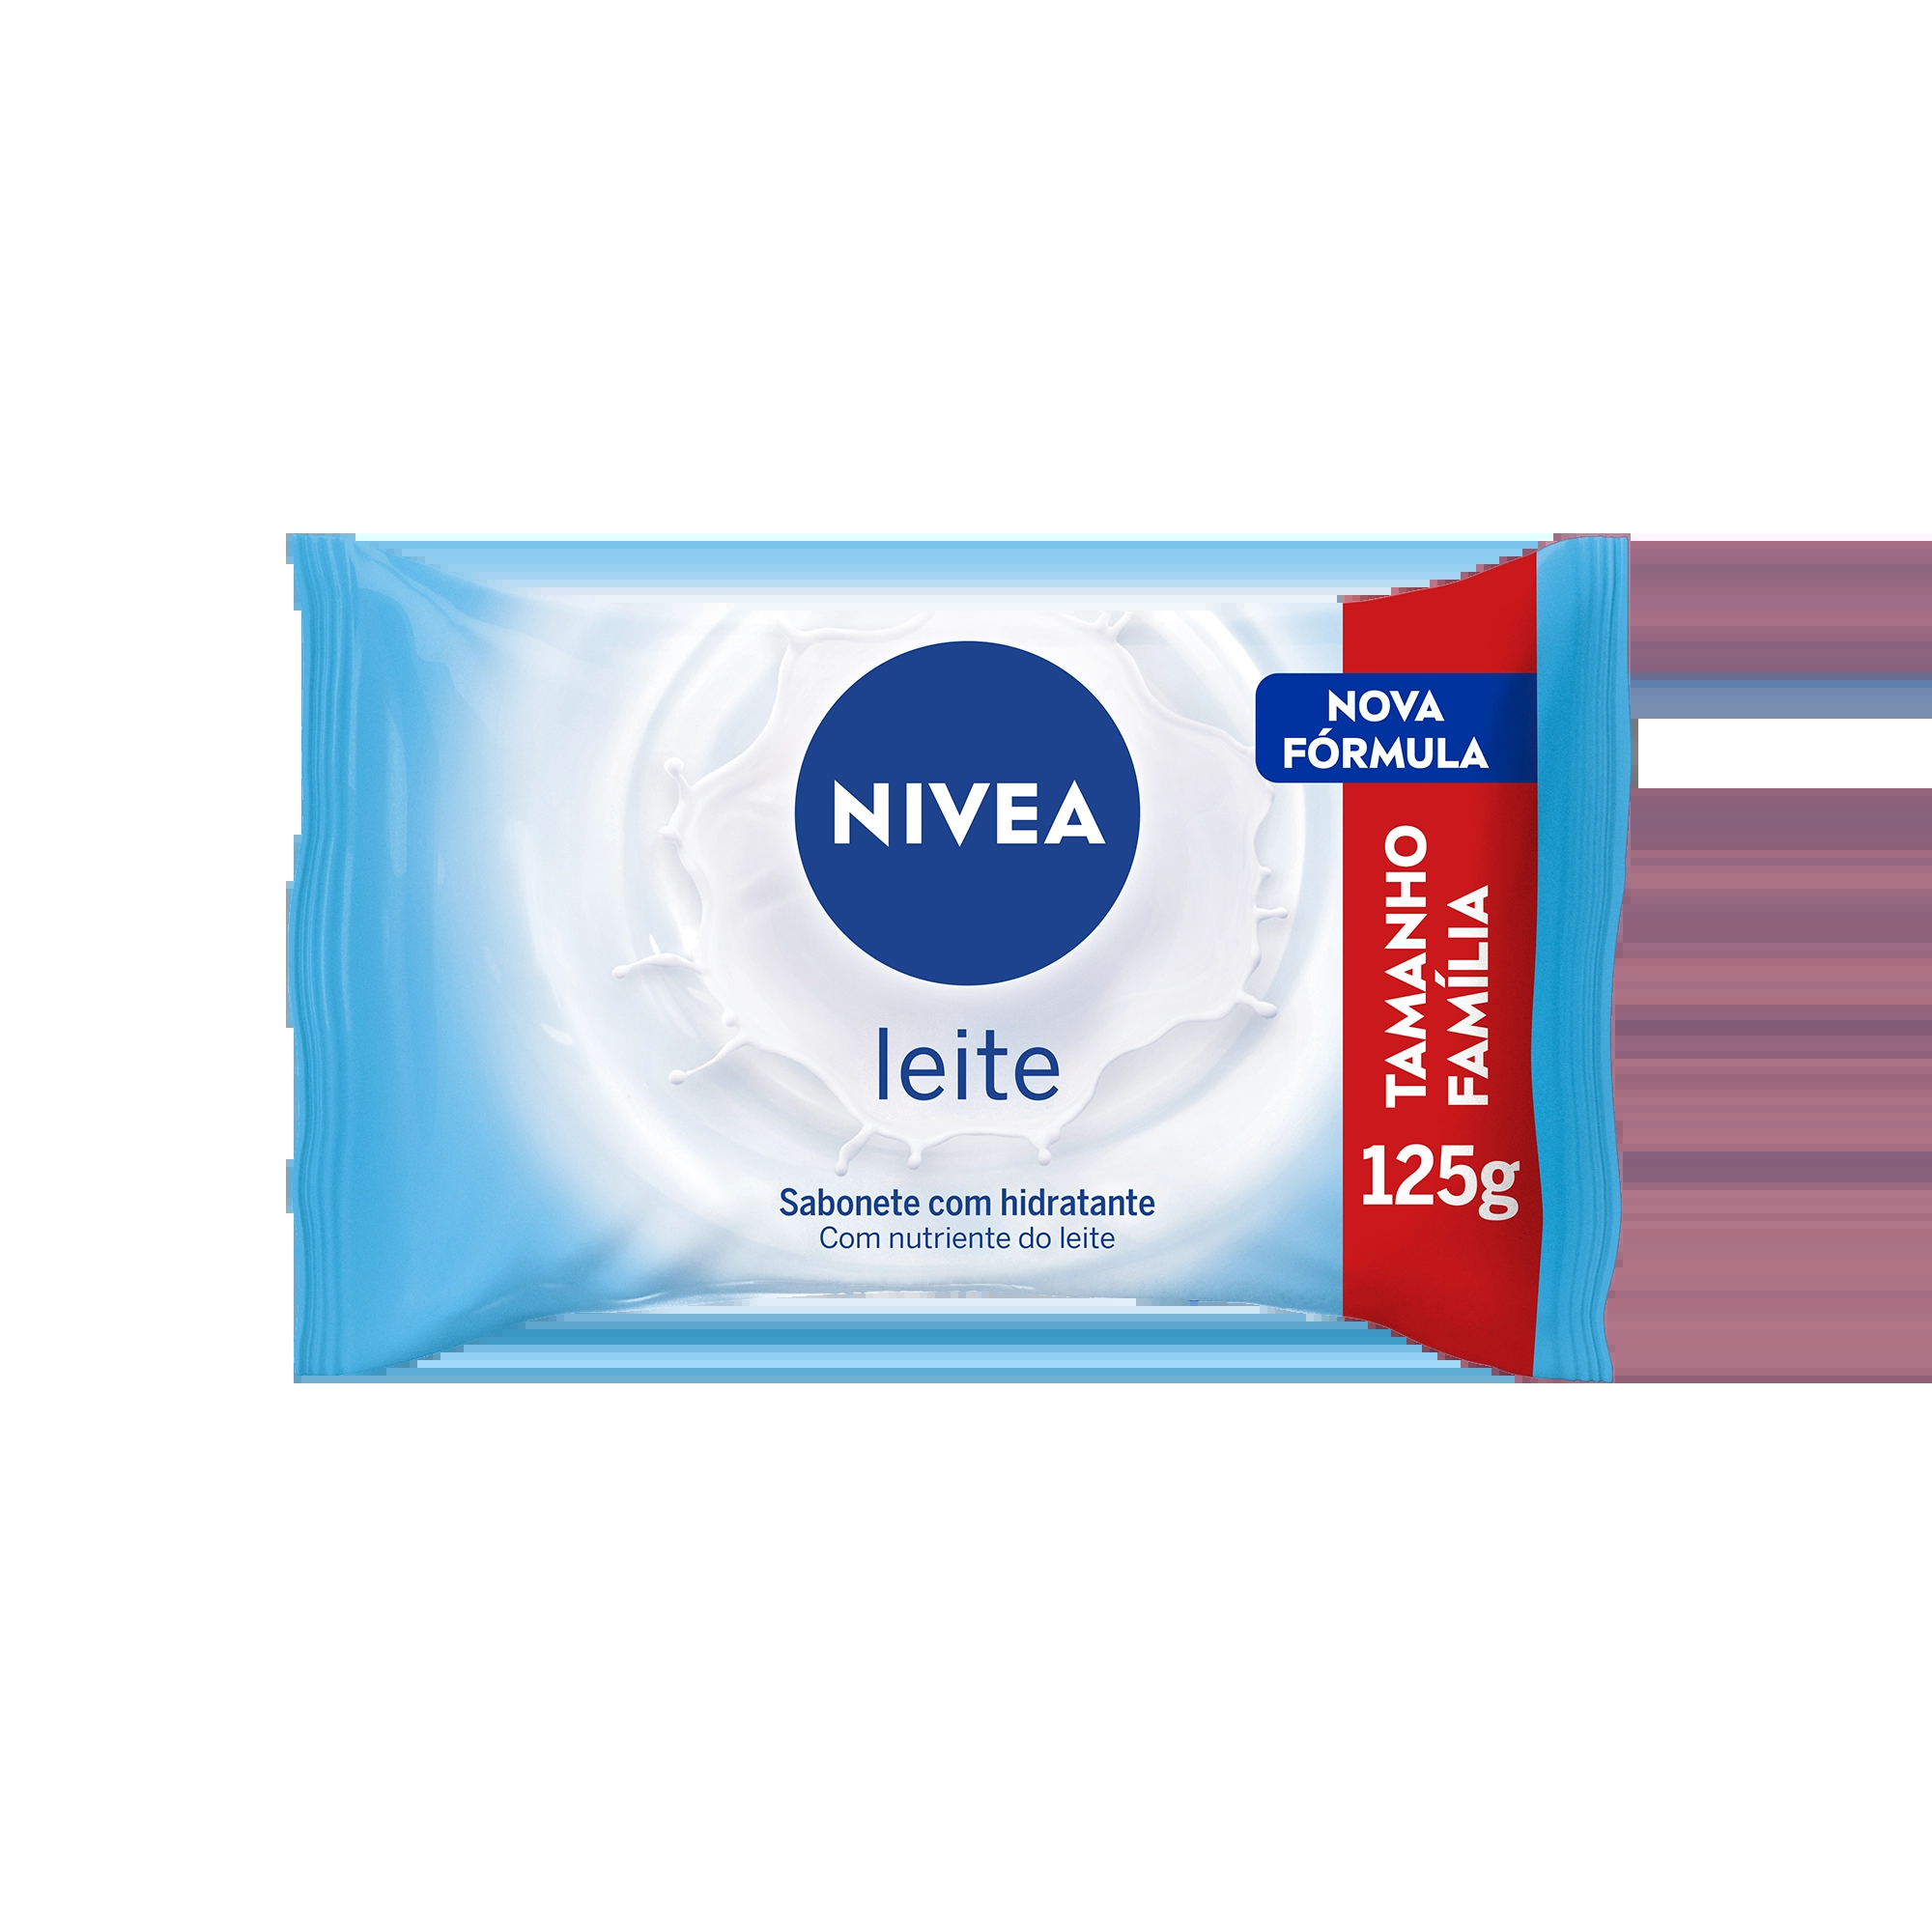 NIVEA
leite
Sabonete com hidratante
Com nutriente do leite
NOVA
FÓRMULA
TAMANHO
FAMÍLIA
125g